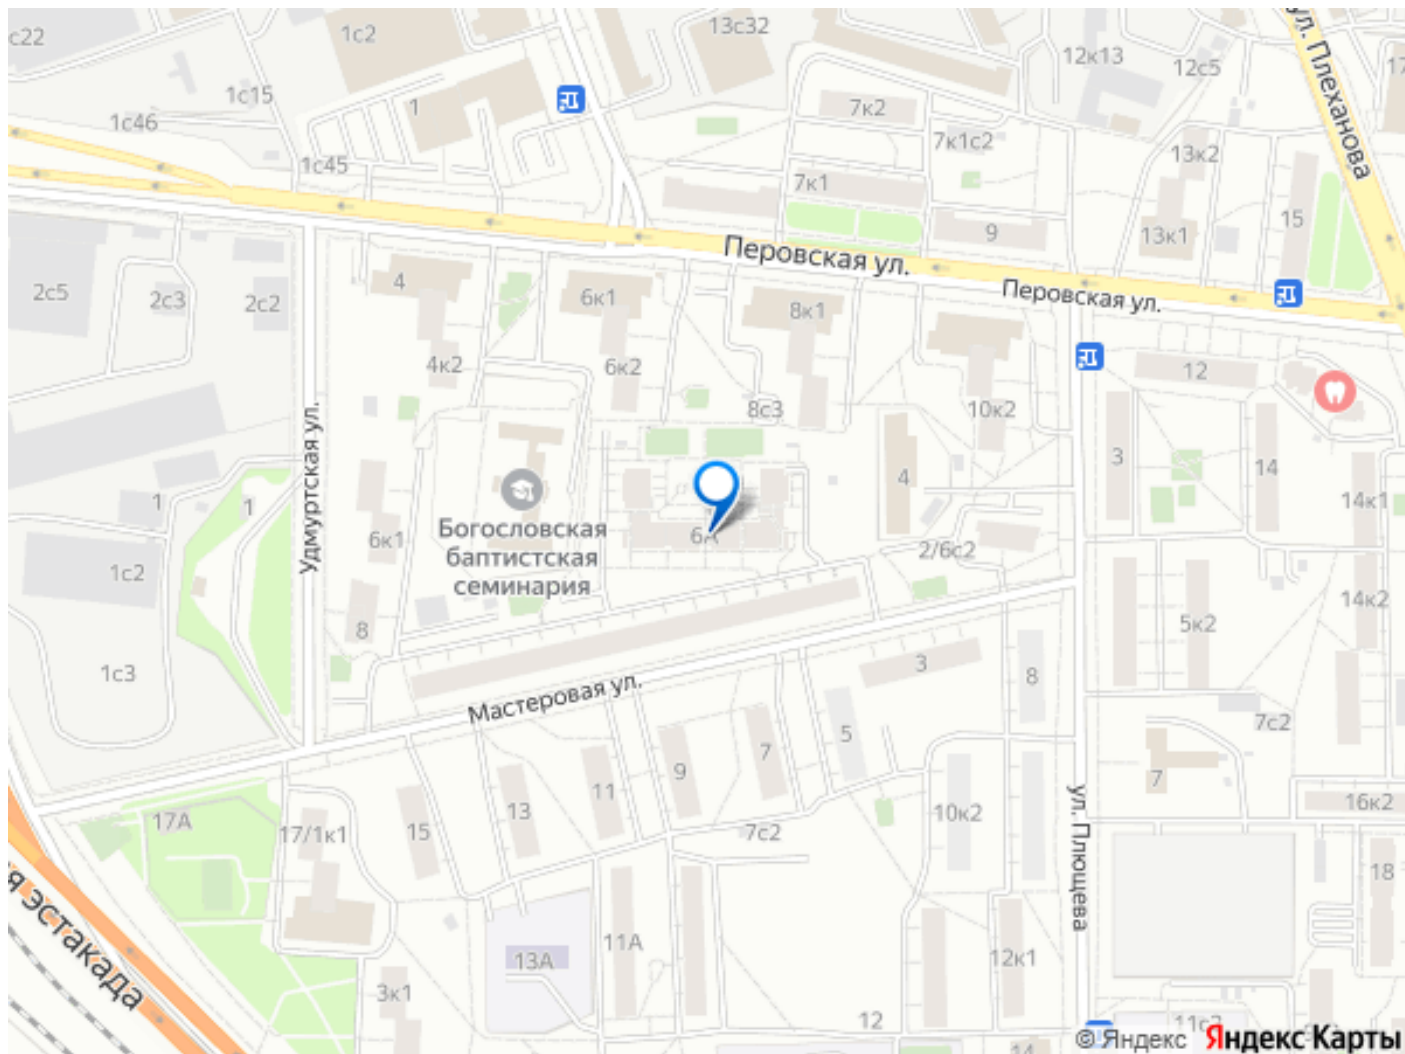 с22
1с2
13с32
ул. Плеханова
12к13
12с5
17
1с15
1
7к2
1с46
7к1с2
13к2
1с45
7к1
15
9
13к1
Перовская ул.
Перовская ул.
2с5
2с3
2с2
4
6к1
8к1
4к2
6к2
8с3
10к2
12
Удмуртская ул.
3
14
4
14к1
1
1
6к1
Богословская
баптистская
семинария
6А
2/6с2
1с2
14к2
8
5к2
1с3
3
8
Мастеровая ул.
7с2
5
7
9
7
11
13
15
17А
17/1к1
7с2
10к2
16к2
ул. Плющева
18
я эстакада
11А
13А
12к1
3к1
12
11с2
14
© Яндекс
Яндекс Карты